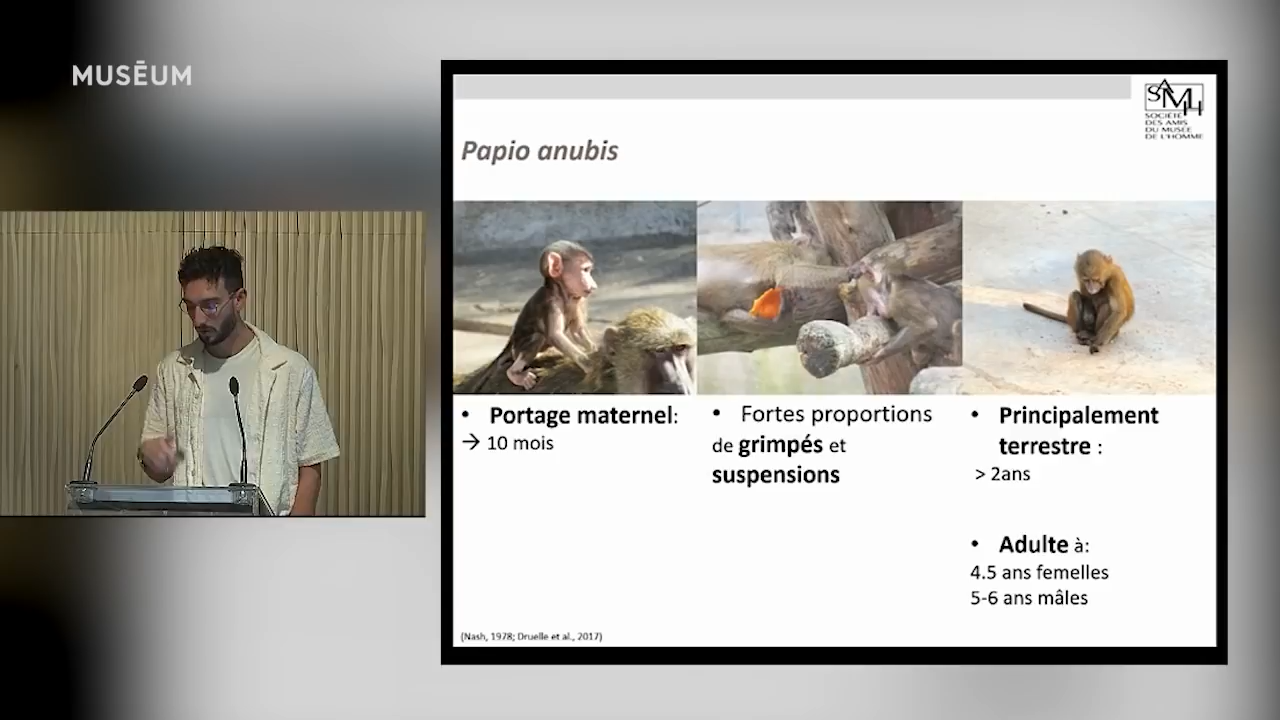 MUSĒUM
SAMH
SOCIÉTÉ
DES AMIS
DU MUSÉE
DE L'HOMME
Papio anubis
• Portage maternel:
→ 10 mois
• Fortes proportions
de grimpés et
suspensions
• Principalement
terrestre :
> 2ans
• Adulte à:
4.5 ans femelles
5-6 ans mâles
(Nash, 1978; Druelle et al., 2017)